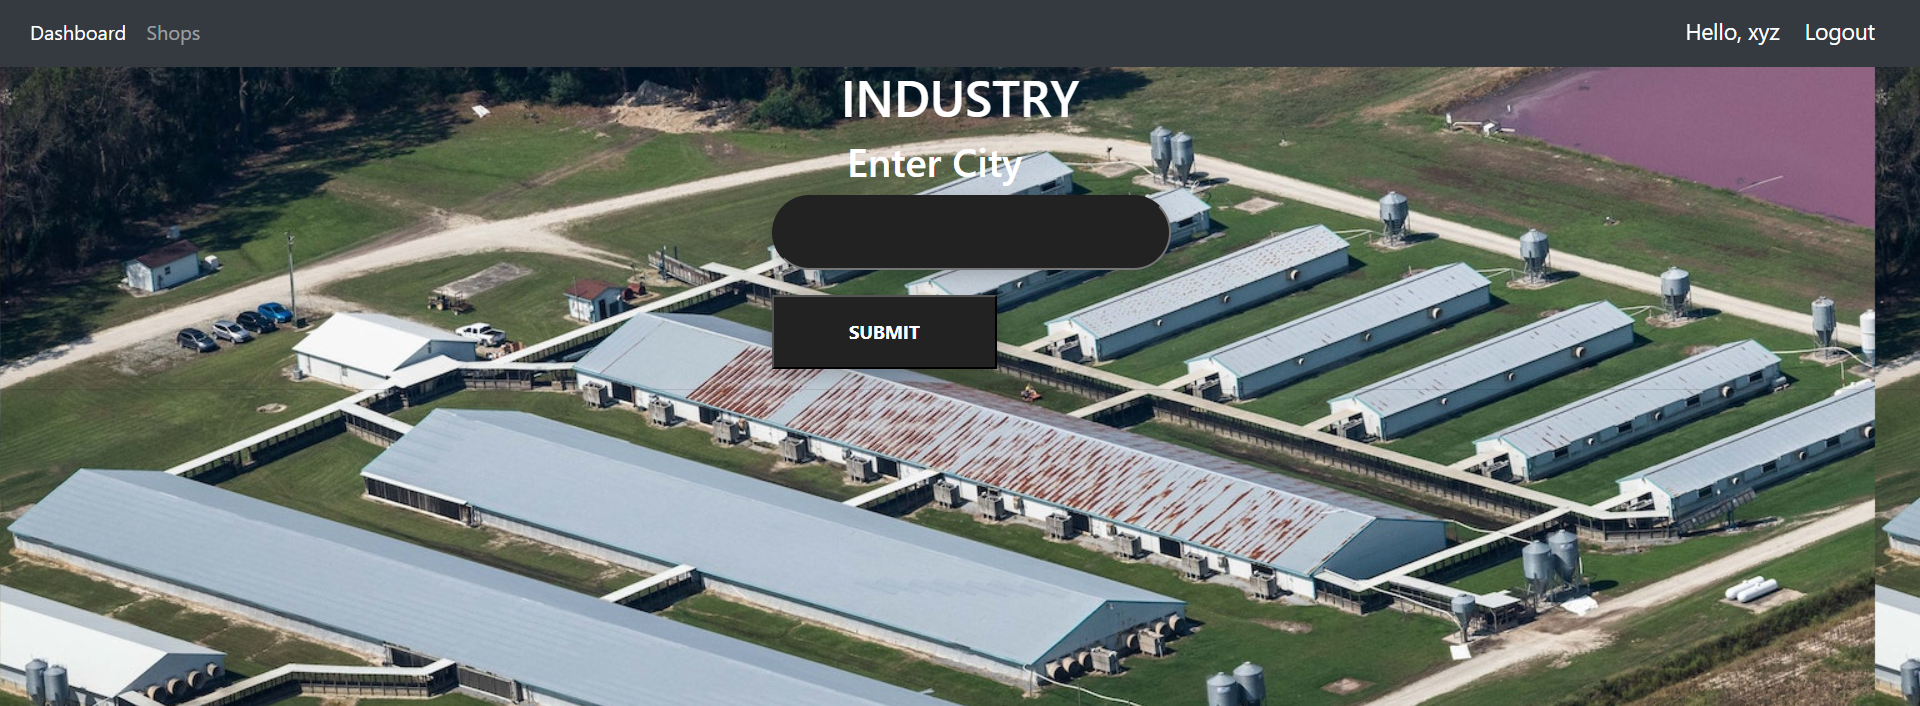 Dashboard Shops Hello, xyz Logout
INDUSTRY
Enter City
SUBMIT